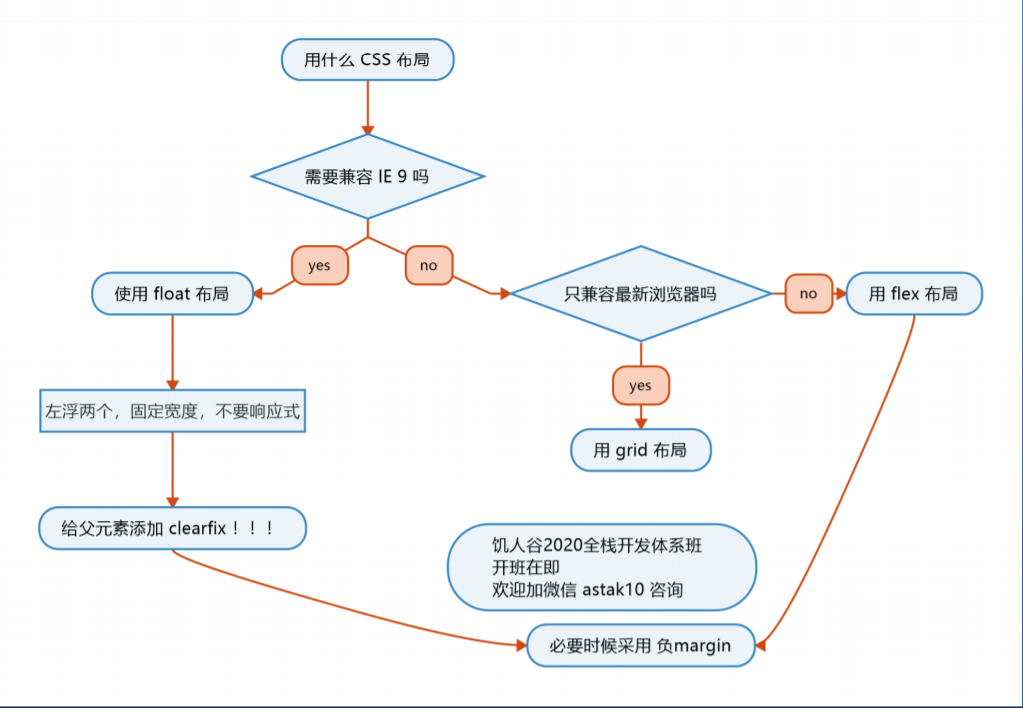 用什么 CSS 布局
需要兼容 IE 9 吗
yes
no
使用 float 布局
只兼容最新浏览器吗
no
用 flex 布局
yes
左浮两个，固定宽度，不要响应式
用 grid 布局
给父元素添加 clearfix！！！
饥人谷2020全栈开发体系班
开班在即
欢迎加微信 astak10 咨询
必要时候采用 负margin